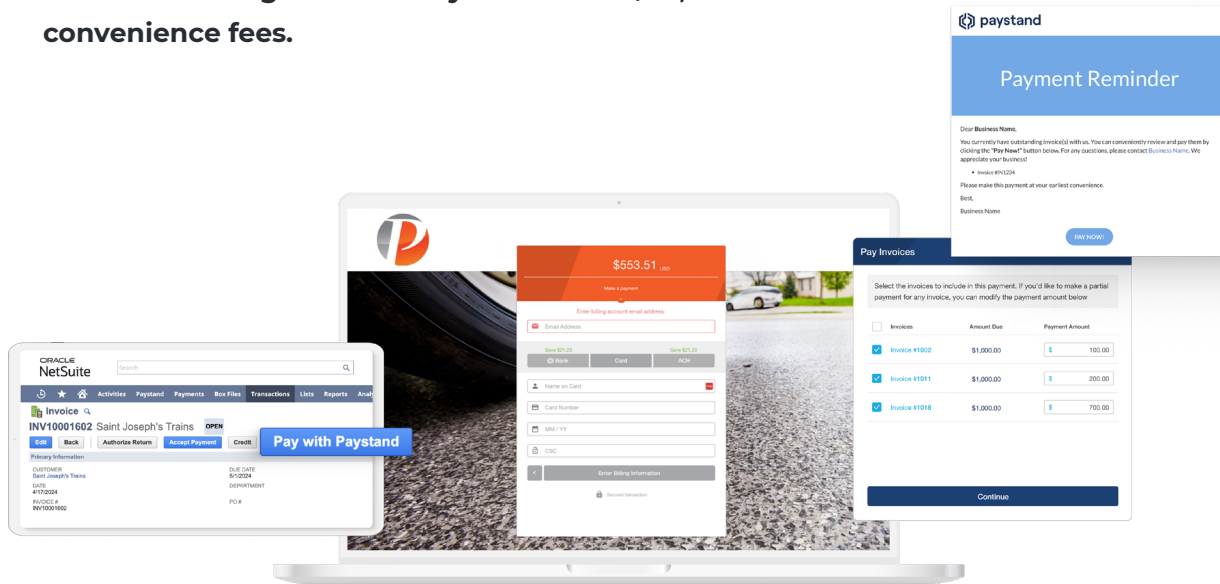 convenience fees.
paystand
Payment Reminder
Dear Business Name,
You currently have outstanding invoice(s) with us. You can conveniently review and pay them by
clicking the "Pay Now!" button below. For any questions, please contact Business Name. We
appreciate your business!
• Invoice #IN1234
Please make this payment at your earliest convenience.
Best,
Business Name
PAY NOW!
Pay Invoices
Select the invoices to include in this payment. If you'd like to make a partial
payment for any invoice, you can modify the payment amount below
Invoices Amount Due Payment Amount
Invoice #1002 $1,000.00 $ 100.00
Invoice #1011 $1,000.00 $ 200.00
Invoice #1018 $1,000.00 $ 700.00
Continue
$553.51 USD
Make a payment
Enter billing account email address:
Email Address
Save $21.20 Save $21.20
Bank Card ACH
Name on Card
Card Number
MM / YY
CSC
< Enter Billing Information
Secured transaction
ORACLE
NetSuite
Search
Activities Paystand Payments Box Files Transactions Lists Reports
Invoice
INV10001602 Saint Joseph's Trains OPEN
Edit Back Authorize Return Accept Payment Credit
Pay with Paystand
Primary Information
CUSTOMER DUE DATE
Saint Joseph's Trains 5/1/2024
DATE DEPARTMENT
4/17/2024
INVOICE # PO #
INV10001602